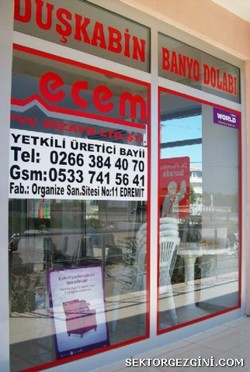 DUŞKABİN
BANYO DOLABI
ecem
YETKİLİ ÜRETİCİ BAYİİ
Tel: 0266 384 40 70
Gsm:0533 741 56 41
Fab.: Organize San.Sitesi No:11 EDREMİT
WORLD
SEKTORGEZGINI.COM